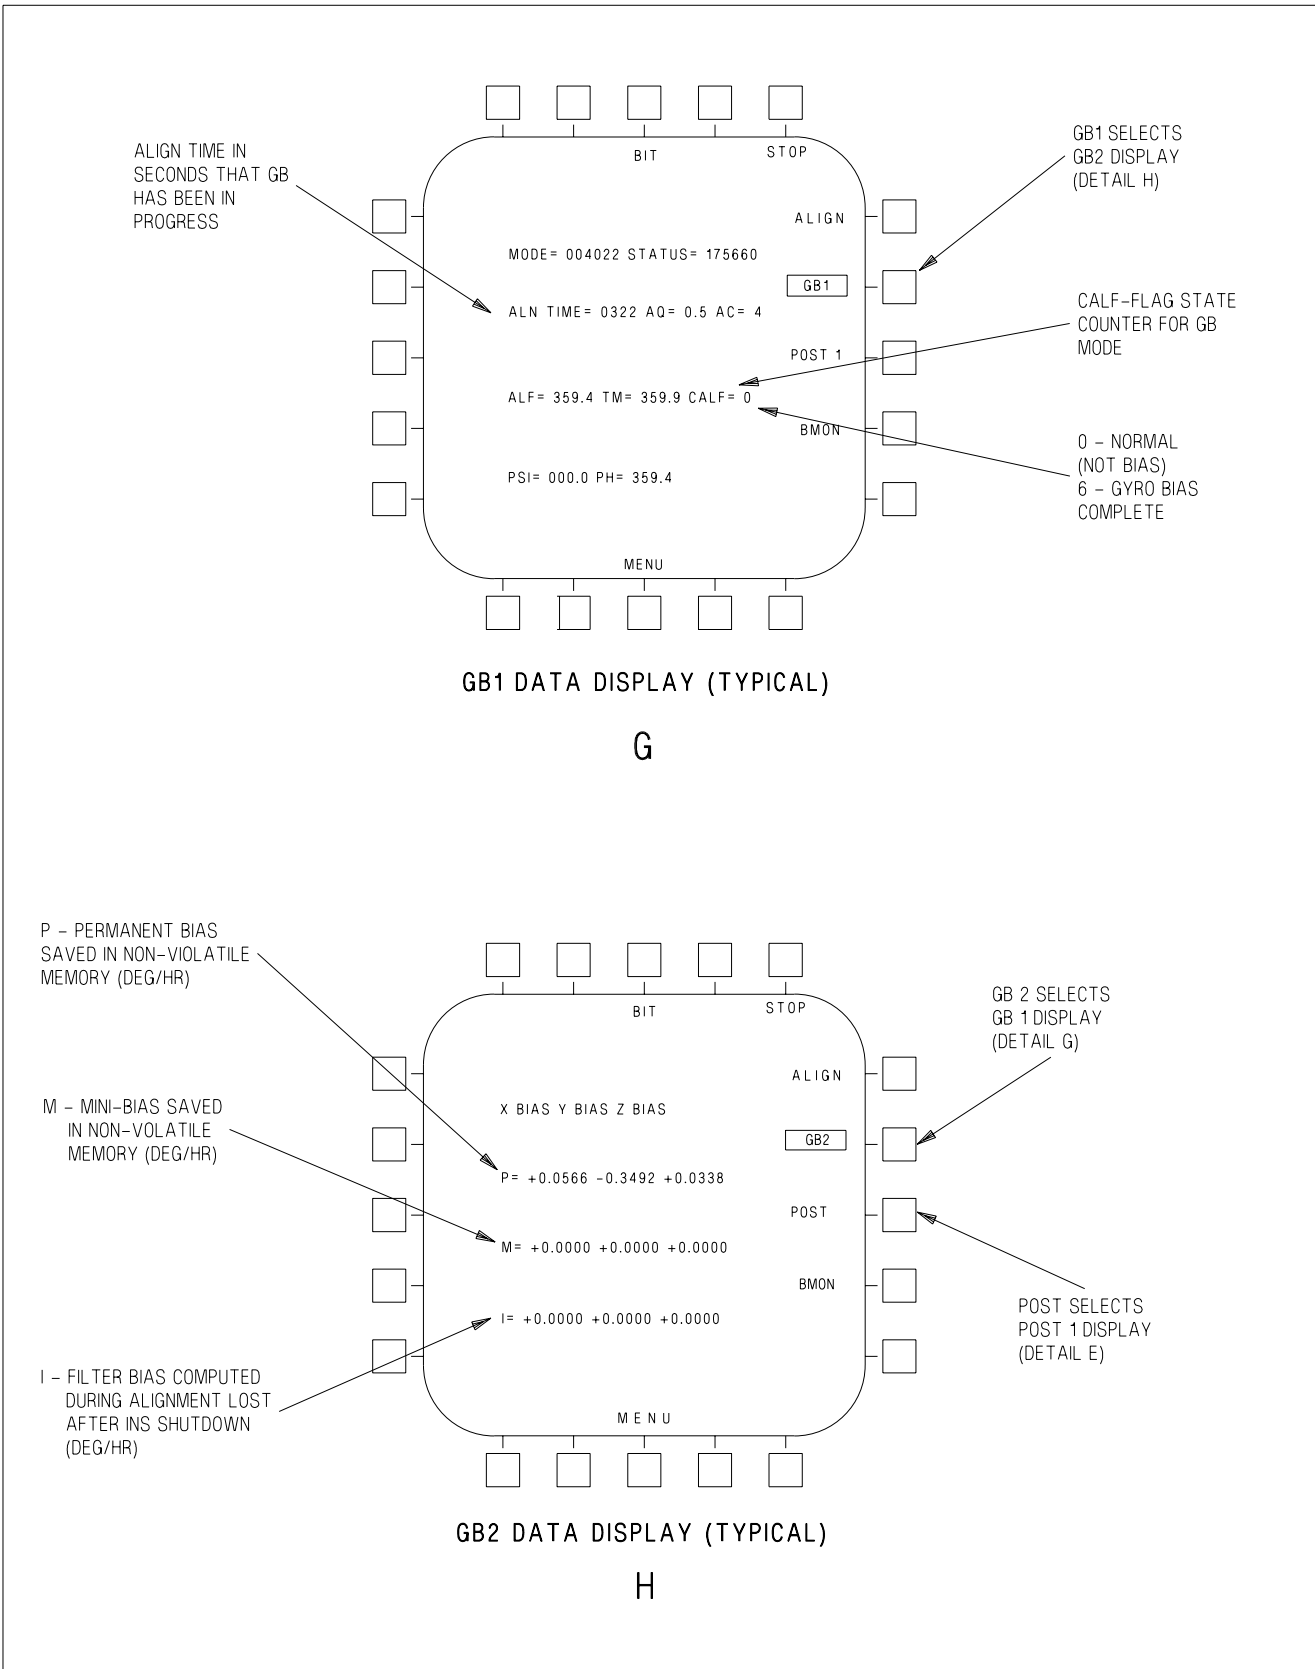 ALIGN TIME IN
SECONDS THAT GB
HAS BEEN IN
PROGRESS
BIT
STOP
GB1 SELECTS
GB2 DISPLAY
(DETAIL H)
ALIGN
MODE= 004022 STATUS= 175660
GB1
ALN TIME= 0322 AQ= 0.5 AC= 4
CALF-FLAG STATE
COUNTER FOR GB
MODE
POST 1
ALF= 359.4 TM= 359.9 CALF= 0
BMON
0 - NORMAL
(NOT BIAS)
6 - GYRO BIAS
COMPLETE
PSI= 000.0 PH= 359.4
MENU
GB1 DATA DISPLAY (TYPICAL)
G
P - PERMANENT BIAS
SAVED IN NON-VIOLATILE
MEMORY (DEG/HR)
BIT
STOP
GB 2 SELECTS
GB 1 DISPLAY
(DETAIL G)
ALIGN
M - MINI-BIAS SAVED
IN NON-VOLATILE
MEMORY (DEG/HR)
X BIAS Y BIAS Z BIAS
GB2
P= +0.0566 -0.3492 +0.0338
POST
M= +0.0000 +0.0000 +0.0000
BMON
I= +0.0000 +0.0000 +0.0000
POST SELECTS
POST 1 DISPLAY
(DETAIL E)
I - FILTER BIAS COMPUTED
DURING ALIGNMENT LOST
AFTER INS SHUTDOWN
(DEG/HR)
MENU
GB2 DATA DISPLAY (TYPICAL)
H